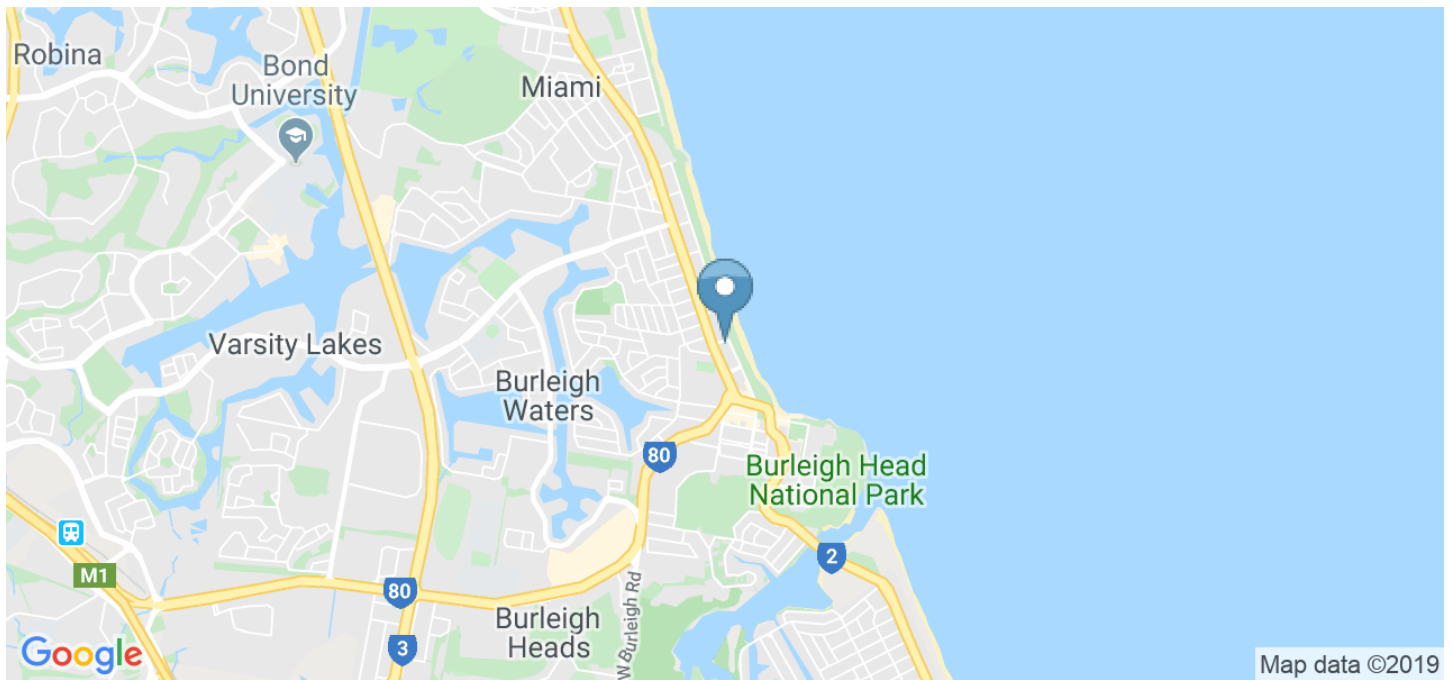 Robina
Bond
University
Miami
Varsity Lakes
Burleigh
Waters
80
Burleigh Head
National Park
2
M1
80
3
Burleigh
Heads
W Burleigh Rd
Google
Map data ©2019